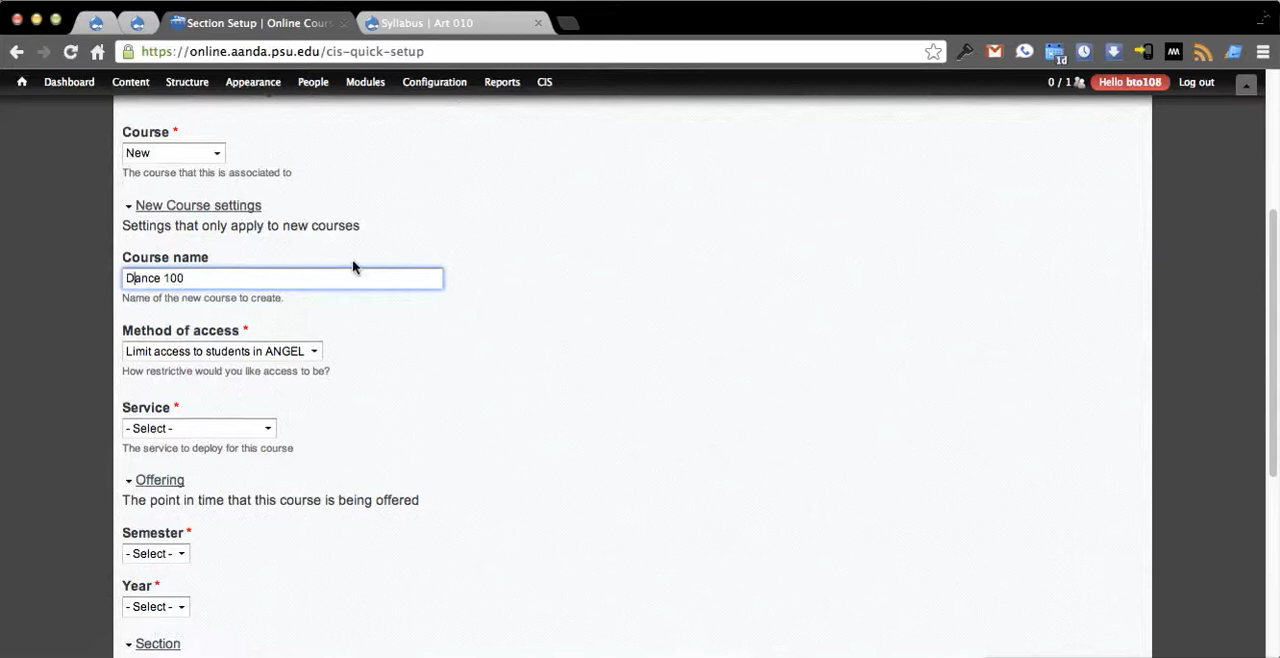 Section Setup | Online Cours
Syllabus | Art 010
https://online.aanda.psu.edu/cis-quick-setup
1d
Dashboard Content Structure Appearance People Modules Configuration Reports CIS 0 / 1 Hello bto108 Log out
Course *
New
The course that this is associated to
New Course settings
Settings that only apply to new courses
Course name
Dance 100
Name of the new course to create.
Method of access *
Limit access to students in ANGEL
How restrictive would you like access to be?
Service *
- Select -
The service to deploy for this course
Offering
The point in time that this course is being offered
Semester *
- Select -
Year *
- Select -
Section